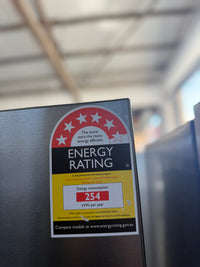 The more
stars the more
energy efficient
ENERGY
RATING
Energy consumption
254
kWh per year
Compare models at www.energyrating.gov.au